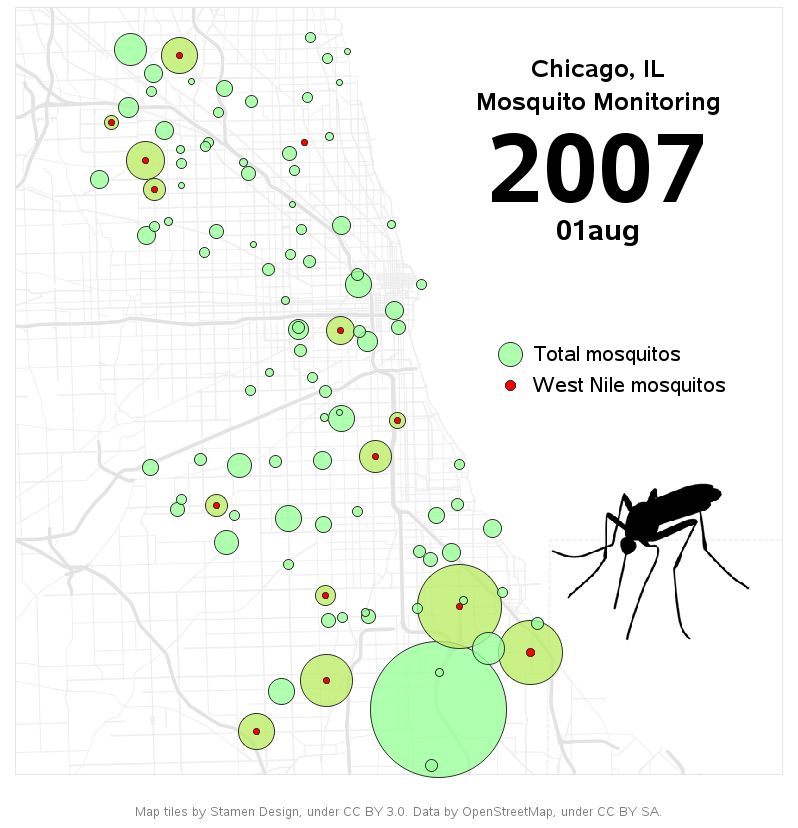 Chicago, IL
Mosquito Monitoring
2007
01aug
Total mosquitos
West Nile mosquitos
Map tiles by Stamen Design, under CC BY 3.0. Data by OpenStreetMap, under CC BY SA.